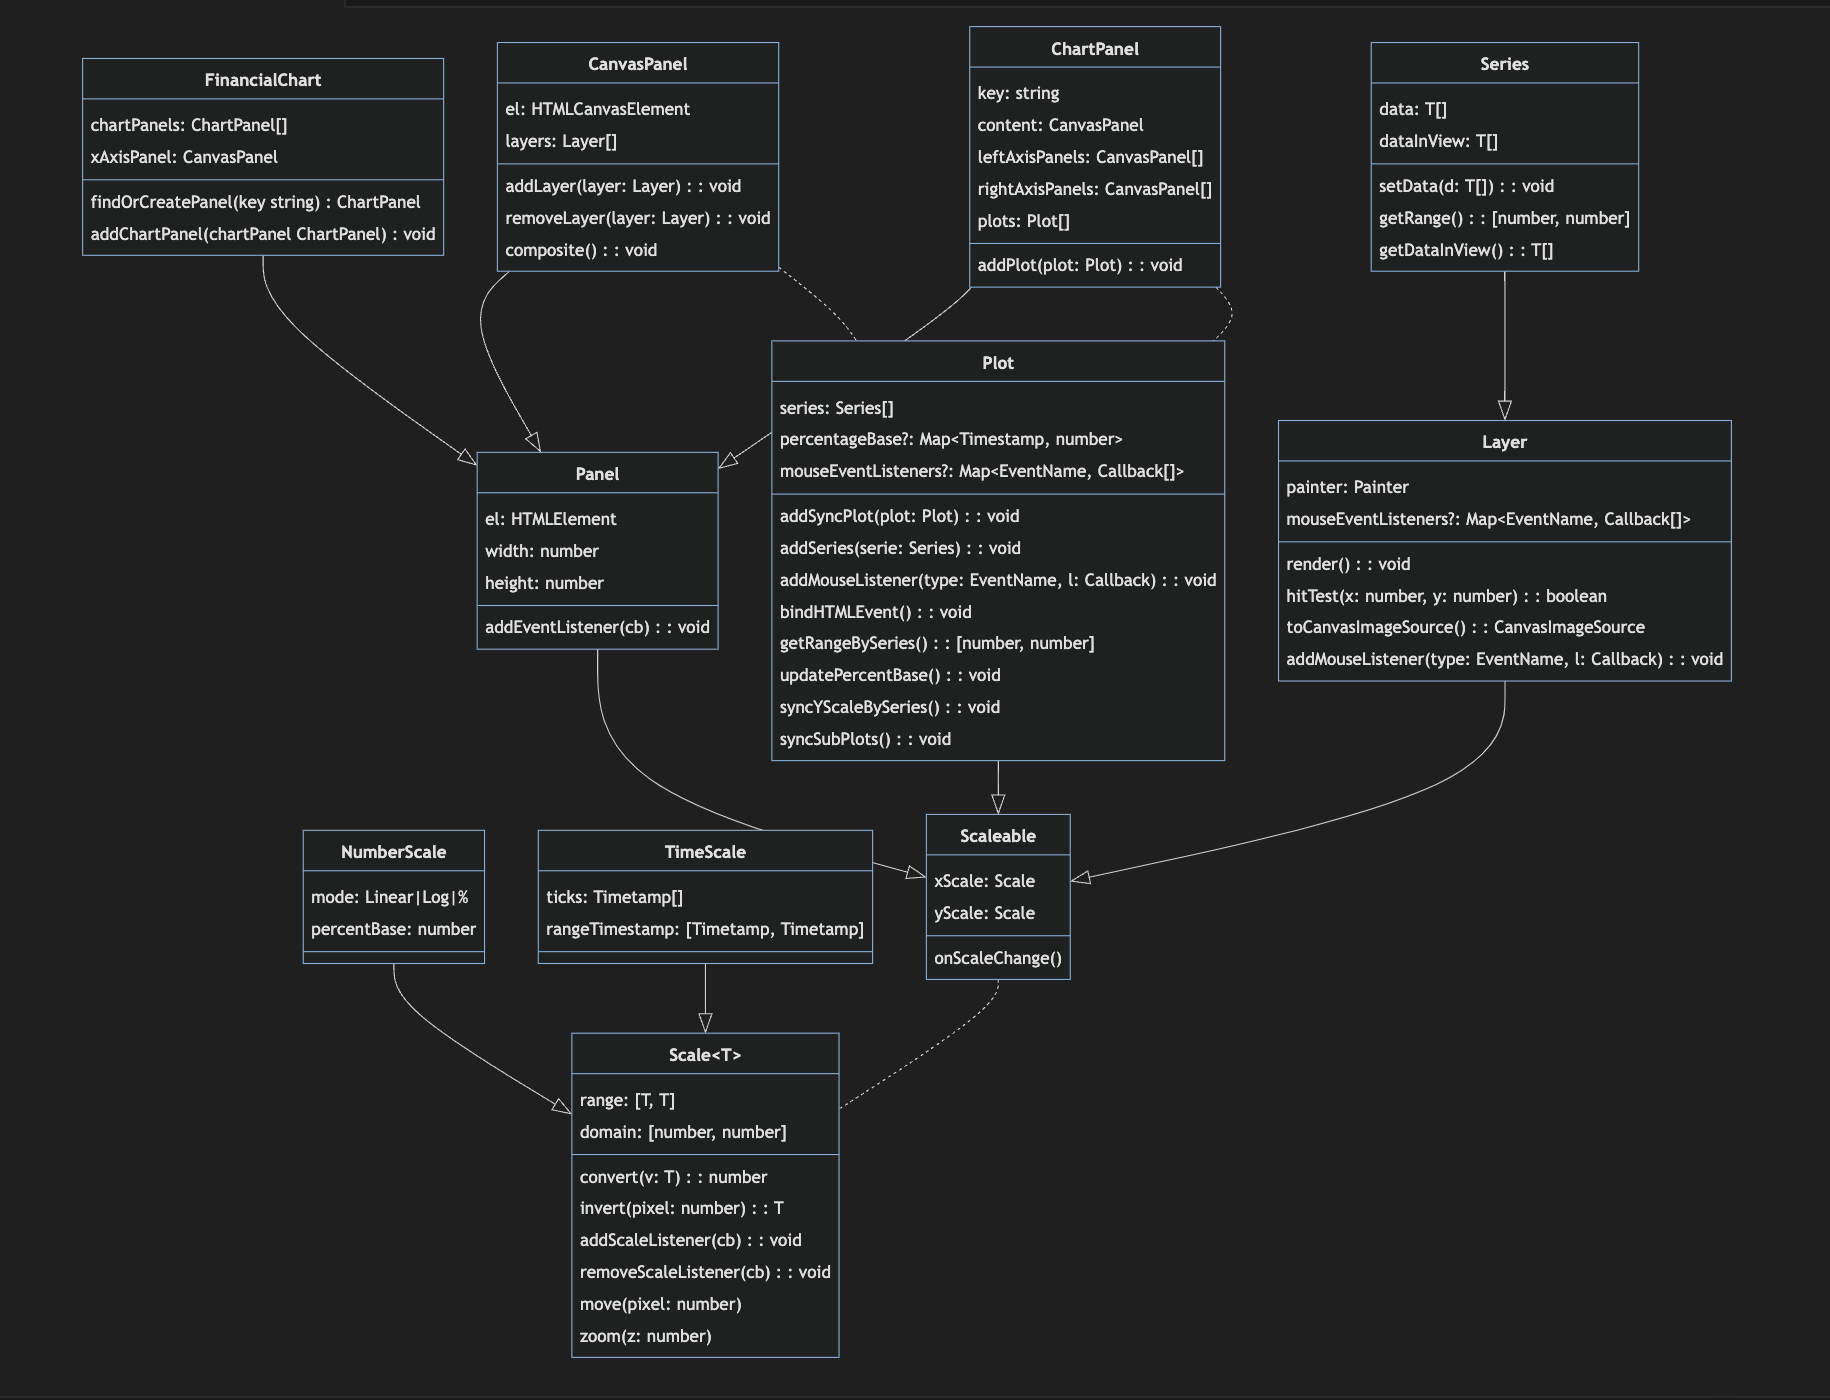 FinancialChart
chartPanels: ChartPanel[]
xAxisPanel: CanvasPanel
findOrCreatePanel(key string) : ChartPanel
addChartPanel(chartPanel ChartPanel) : void
CanvasPanel
el: HTMLCanvasElement
layers: Layer[]
addLayer(layer: Layer) : : void
removeLayer(layer: Layer) : : void
composite() : : void
ChartPanel
key: string
content: CanvasPanel
leftAxisPanels: CanvasPanel[]
rightAxisPanels: CanvasPanel[]
plots: Plot[]
addPlot(plot: Plot) : : void
Series
data: T[]
dataInView: T[]
setData(d: T[]) : : void
getRange() : : [number, number]
getDataInView() : : T[]
Plot
series: Series[]
percentageBase?: Map<Timestamp, number>
mouseEventListeners?: Map<EventName, Callback[]>
addSyncPlot(plot: Plot) : : void
addSeries(serie: Series) : : void
addMouseListener(type: EventName, l: Callback) : : void
bindHTMLEvent() : : void
getRangeBySeries() : : [number, number]
updatePercentBase() : : void
syncYScaleBySeries() : : void
syncSubPlots() : : void
Layer
painter: Painter
mouseEventListeners?: Map<EventName, Callback[]>
render() : : void
hitTest(x: number, y: number) : : boolean
toCanvasImageSource() : : CanvasImageSource
addMouseListener(type: EventName, l: Callback) : : void
Panel
el: HTMLElement
width: number
height: number
addEventListener(cb) : : void
NumberScale
mode: Linear|Log|%
percentBase: number
TimeScale
ticks: Timetamp[]
rangeTimestamp: [Timetamp, Timetamp]
Scaleable
xScale: Scale
yScale: Scale
onScaleChange()
Scale<T>
range: [T, T]
domain: [number, number]
convert(v: T) : : number
invert(pixel: number) : : T
addScaleListener(cb) : : void
removeScaleListener(cb) : : void
move(pixel: number)
zoom(z: number)